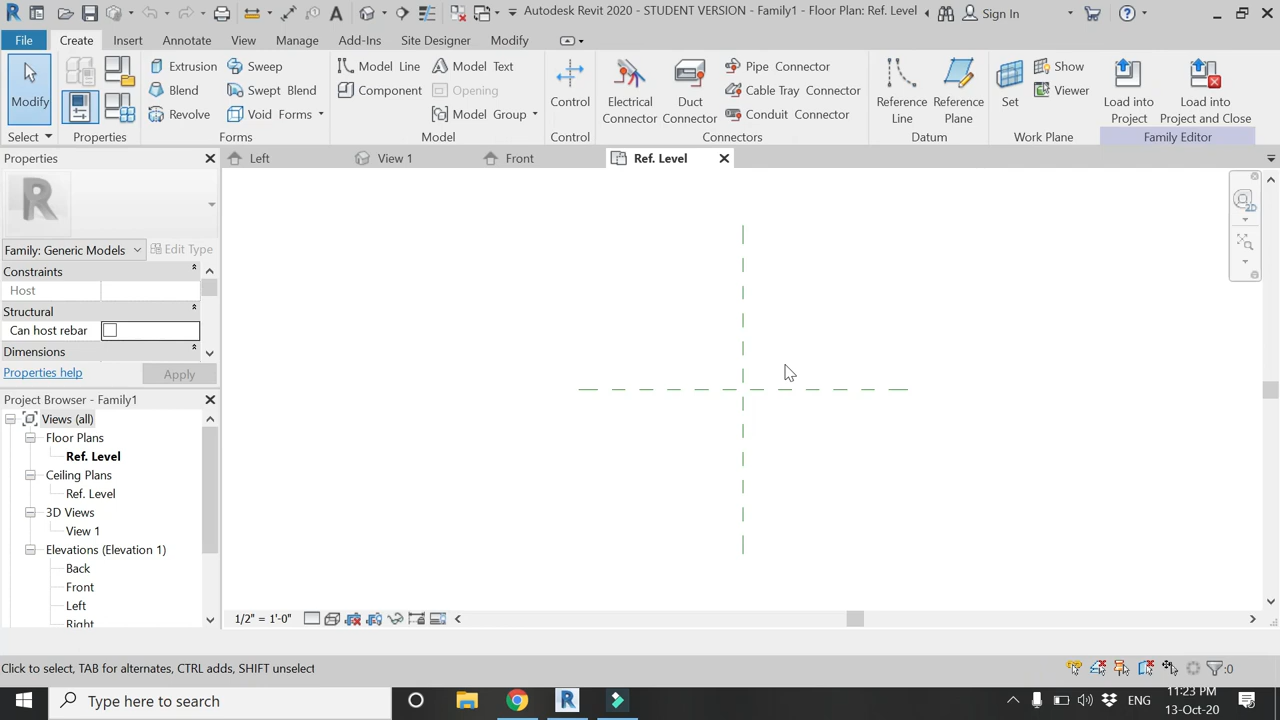 Autodesk Revit 2020 - STUDENT VERSION - Family1 - Floor Plan: Ref. Level
Sign In
File Create Insert Annotate View Manage Add-Ins Site Designer Modify
Modify
Select
Properties
Extrusion
Blend
Revolve
Sweep
Swept Blend
Void Forms
Forms
Model Line
Component
Model Text
Opening
Model Group
Model
Control
Control
Electrical
Connector
Duct
Connector
Pipe Connector
Cable Tray Connector
Conduit Connector
Connectors
Reference
Line
Reference
Plane
Datum
Set
Show
Viewer
Work Plane
Load into
Project
Load into
Project and Close
Family Editor
Properties
Left View 1 Front Ref. Level
R
Family: Generic Models Edit Type
Constraints
Host
Structural
Can host rebar
Dimensions
Properties help Apply
Project Browser - Family1
Views (all)
Floor Plans
Ref. Level
Ceiling Plans
Ref. Level
3D Views
View 1
Elevations (Elevation 1)
Back
Front
Left
Right
1/2" = 1'-0"
Click to select, TAB for alternates, CTRL adds, SHIFT unselect
:0
Type here to search
ENG
11:23 PM
13-Oct-20